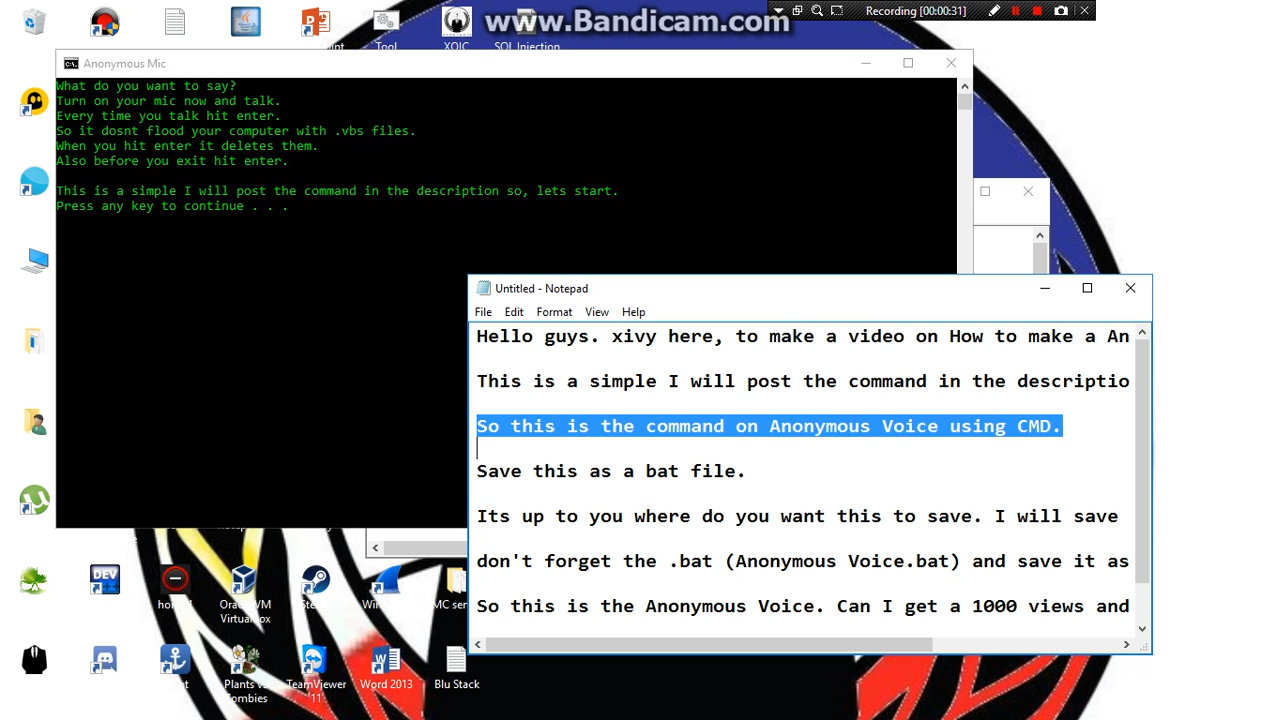 www.Bandicam.com
Recording [00:00:31]
Tool
XOIC
SQL Injection
Anonymous Mic
What do you want to say?
Turn on your mic now and talk.
Every time you talk hit enter.
So it dosnt flood your computer with .vbs files.
When you hit enter it deletes them.
Also before you exit hit enter.
This is a simple I will post the command in the description so, lets start.
Press any key to continue . . .
Untitled - Notepad
File Edit Format View Help
Hello guys. xivy here, to make a video on How to make a An
This is a simple I will post the command in the descriptio
So this is the command on Anonymous Voice using CMD.
Save this as a bat file.
Its up to you where do you want this to save. I will save
don't forget the .bat (Anonymous Voice.bat) and save it as
So this is the Anonymous Voice. Can I get a 1000 views and
DEV
MC ser
VirtualBox
TeamViewer 11
Word 2013
Blu Stack
Plants v
Zombies